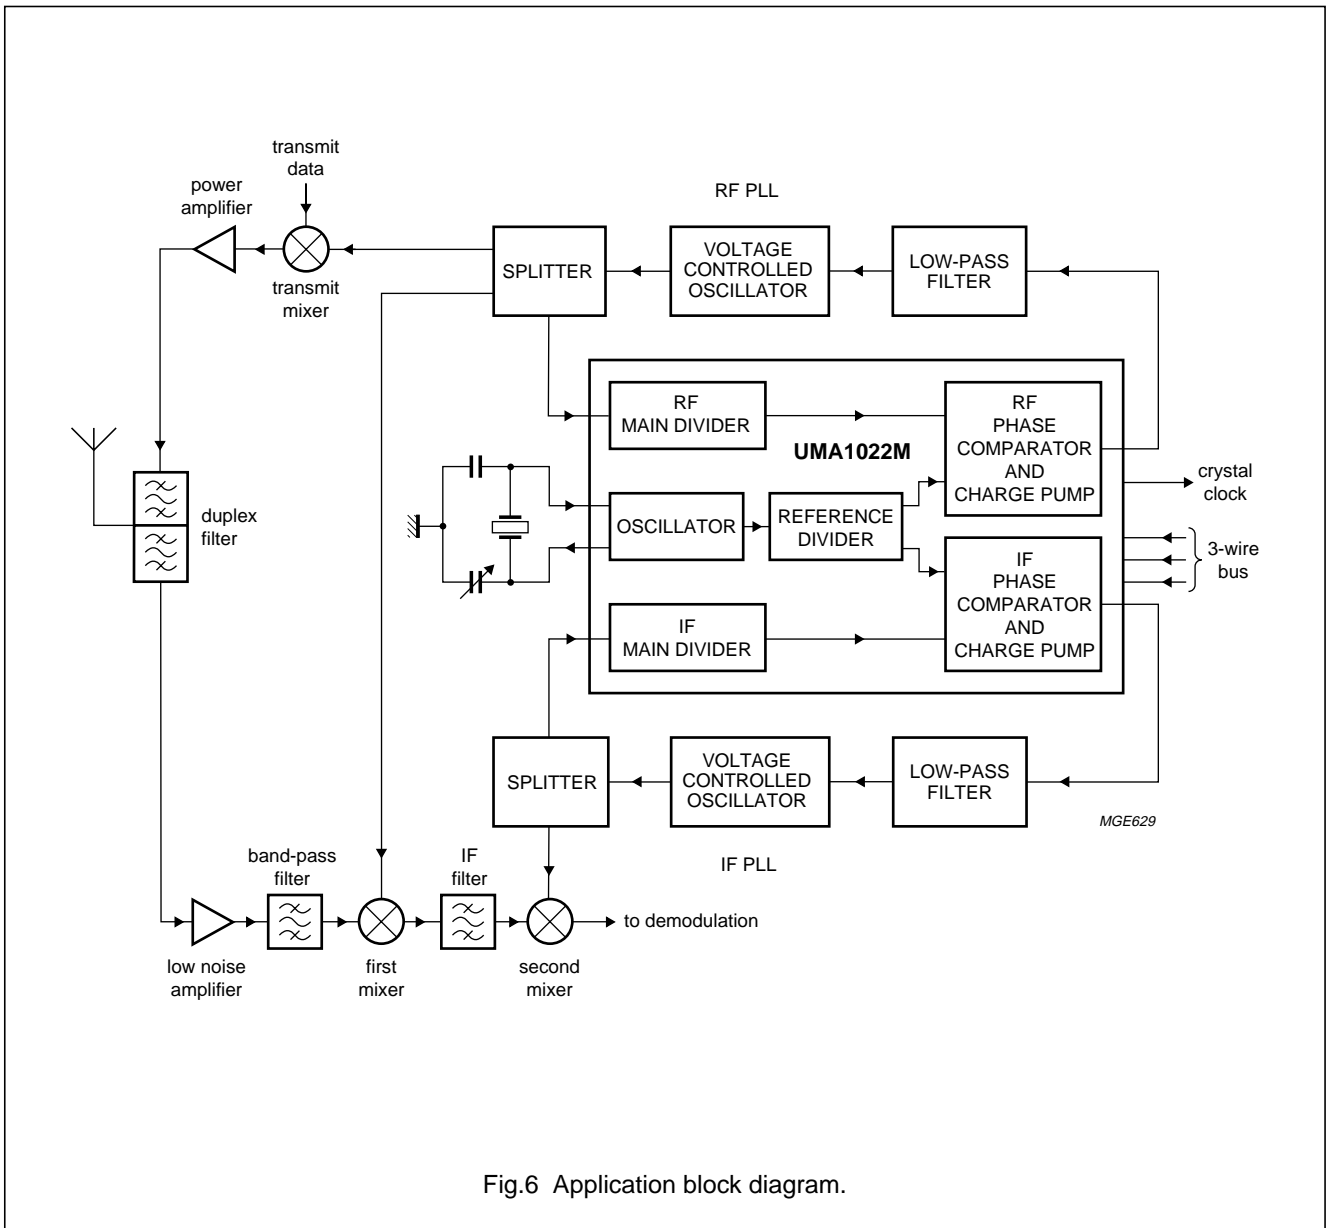 transmit
data
power
amplifier
transmit
mixer
RF PLL
SPLITTER
VOLTAGE
CONTROLLED
OSCILLATOR
LOW-PASS
FILTER
RF
MAIN DIVIDER
RF
PHASE
COMPARATOR
AND
CHARGE PUMP
UMA1022M
crystal
clock
duplex
filter
OSCILLATOR
REFERENCE
DIVIDER
3-wire
bus
IF
MAIN DIVIDER
IF
PHASE
COMPARATOR
AND
CHARGE PUMP
SPLITTER
VOLTAGE
CONTROLLED
OSCILLATOR
LOW-PASS
FILTER
MGE629
IF PLL
band-pass
filter
IF
filter
to demodulation
low noise
amplifier
first
mixer
second
mixer
Fig.6 Application block diagram.